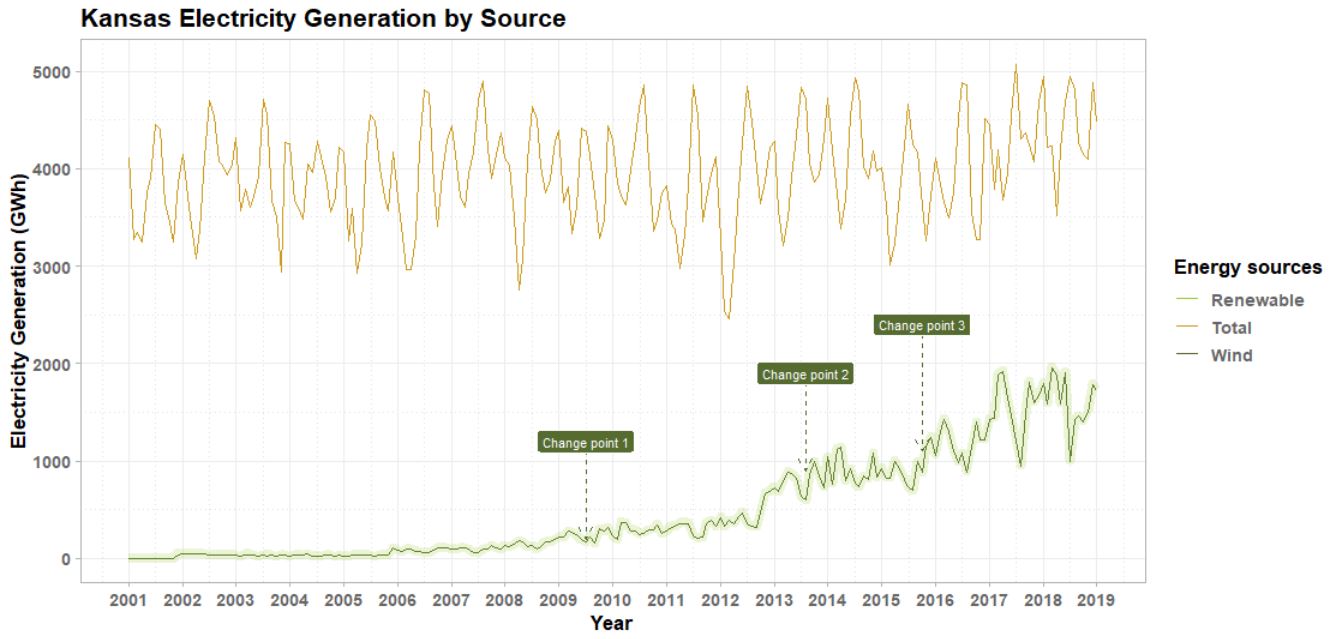 Kansas Electricity Generation by Source
Electricity Generation (GWh)
5000
4000
3000
2000
1000
0
Change point 1
Change point 2
Change point 3
2001 2002 2003 2004 2005 2006 2007 2008 2009 2010 2011 2012 2013 2014 2015 2016 2017 2018 2019
Year
Energy sources
Renewable
Total
Wind